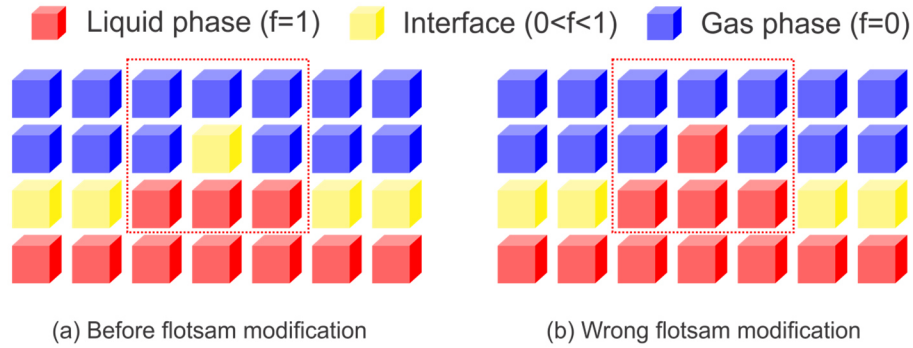 Liquid phase (f=1) Interface (0<f<1) Gas phase (f=0)
(a) Before flotsam modification (b) Wrong flotsam modification